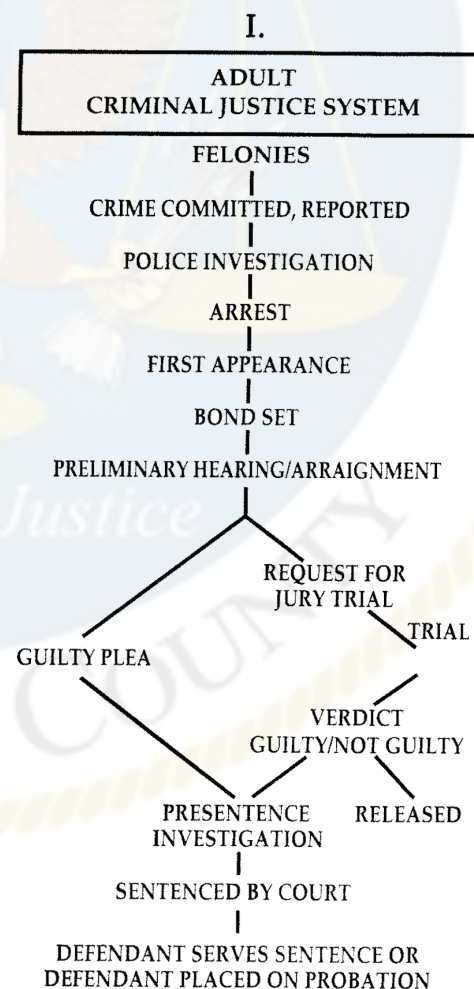 I.
ADULT
CRIMINAL JUSTICE SYSTEM
FELONIES
CRIME COMMITTED, REPORTED
POLICE INVESTIGATION
ARREST
FIRST APPEARANCE
BOND SET
PRELIMINARY HEARING/ARRAIGNMENT
Justice
COUNTY
REQUEST FOR
JURY TRIAL
TRIAL
GUILTY PLEA
VERDICT
GUILTY/NOT GUILTY
PRESENTENCE
INVESTIGATION
RELEASED
SENTENCED BY COURT
DEFENDANT SERVES SENTENCE OR
DEFENDANT PLACED ON PROBATION